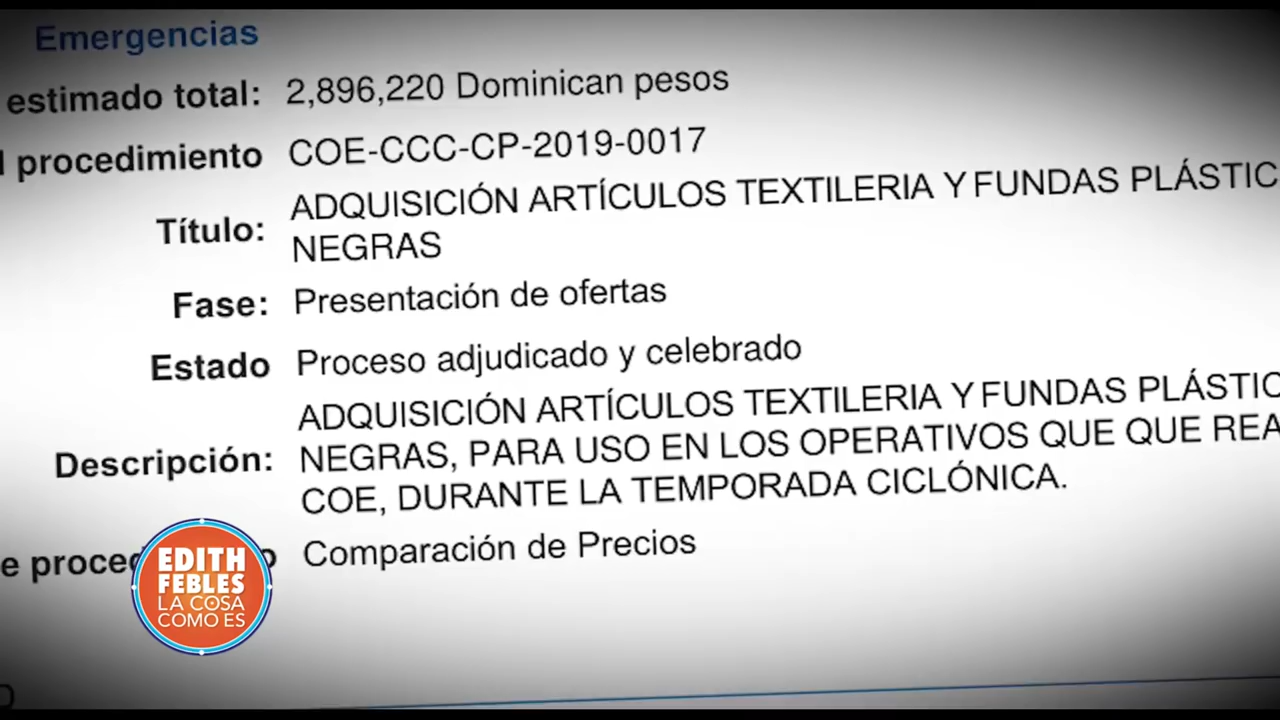 Emergencias
estimado total: 2,896,220 Dominican pesos
procedimiento COE-CCC-CP-2019-0017
Título: ADQUISICIÓN ARTÍCULOS TEXTILERIA Y FUNDAS PLÁSTIC
NEGRAS
Fase: Presentación de ofertas
Estado Proceso adjudicado y celebrado
Descripción: ADQUISICIÓN ARTÍCULOS TEXTILERIA Y FUNDAS PLÁSTIC
NEGRAS, PARA USO EN LOS OPERATIVOS QUE QUE REA
COE, DURANTE LA TEMPORADA CICLÓNICA.
e proced o Comparación de Precios
EDITH
FEBLES
LA COSA
COMO ES